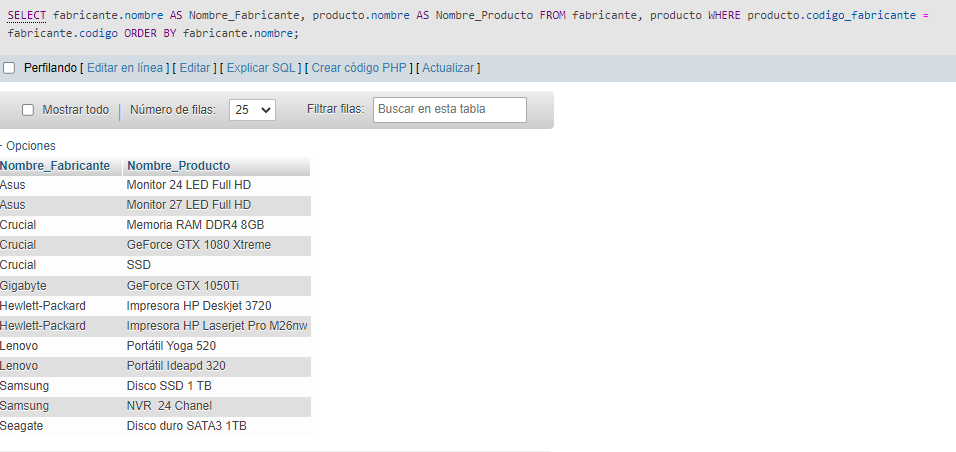 SELECT fabricante.nombre AS Nombre_Fabricante, producto.nombre AS Nombre_Producto FROM fabricante, producto WHERE producto.codigo_fabricante =
fabricante.codigo ORDER BY fabricante.nombre;
Perfilando [ Editar en línea ] [ Editar ] [ Explicar SQL ] [ Crear código PHP ] [ Actualizar ]
Mostrar todo | Número de filas: 25 Filtrar filas: Buscar en esta tabla
- Opciones
Nombre_Fabricante Nombre_Producto
Asus Monitor 24 LED Full HD
Asus Monitor 27 LED Full HD
Crucial Memoria RAM DDR4 8GB
Crucial GeForce GTX 1080 Xtreme
Crucial SSD
Gigabyte GeForce GTX 1050Ti
Hewlett-Packard Impresora HP Deskjet 3720
Hewlett-Packard Impresora HP Laserjet Pro M26nw
Lenovo Portátil Yoga 520
Lenovo Portátil Ideapd 320
Samsung Disco SSD 1 TB
Samsung NVR  24 Chanel
Seagate Disco duro SATA3 1TB